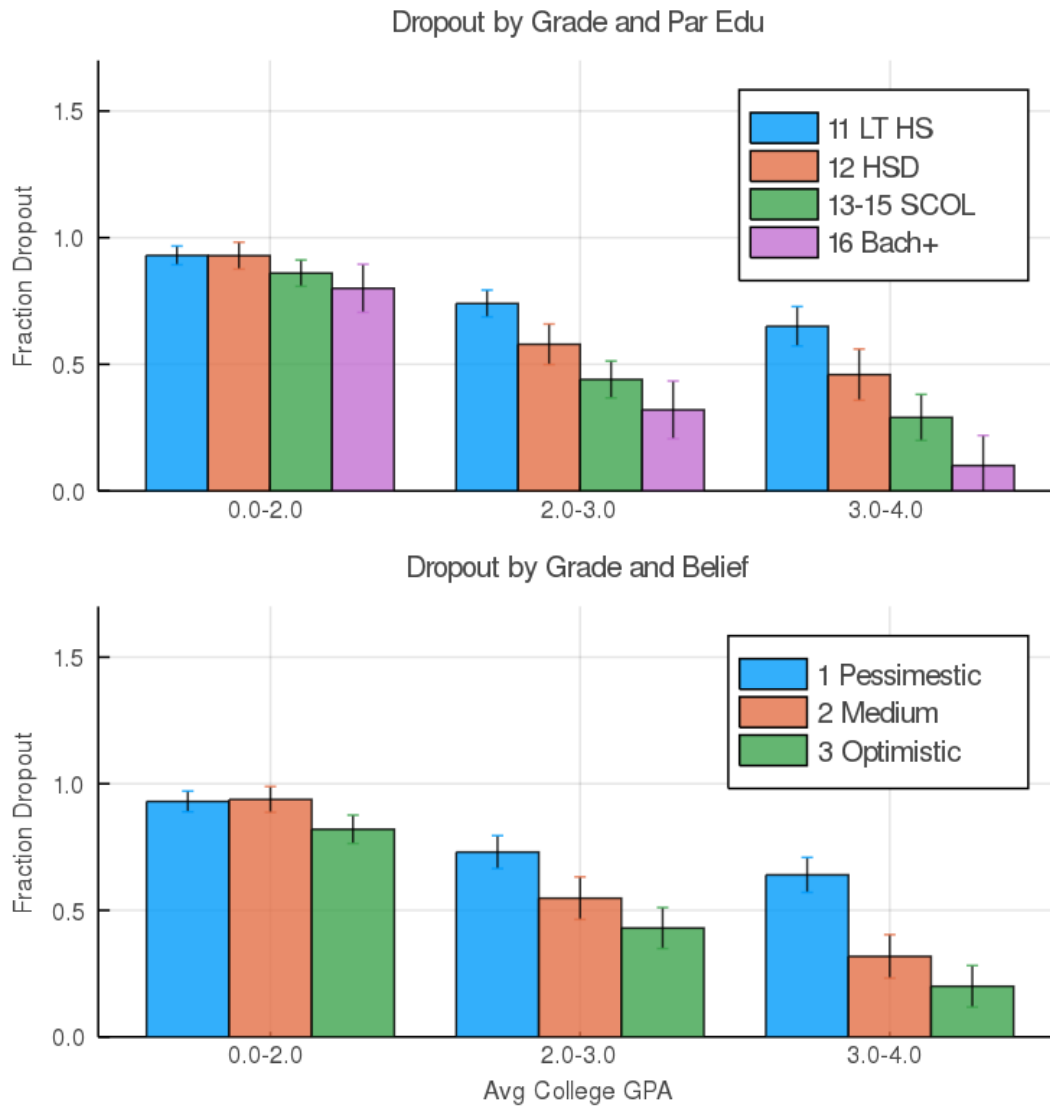 Dropout by Grade and Par Edu
Fraction Dropout
1.5
1.0
0.5
0.0
11 LT HS
12 HSD
13-15 SCOL
16 Bach+
0.0-2.0
2.0-3.0
3.0-4.0
Dropout by Grade and Belief
Fraction Dropout
1.5
1.0
0.5
0.0
1 Pessimestic
2 Medium
3 Optimistic
0.0-2.0
2.0-3.0
3.0-4.0
Avg College GPA